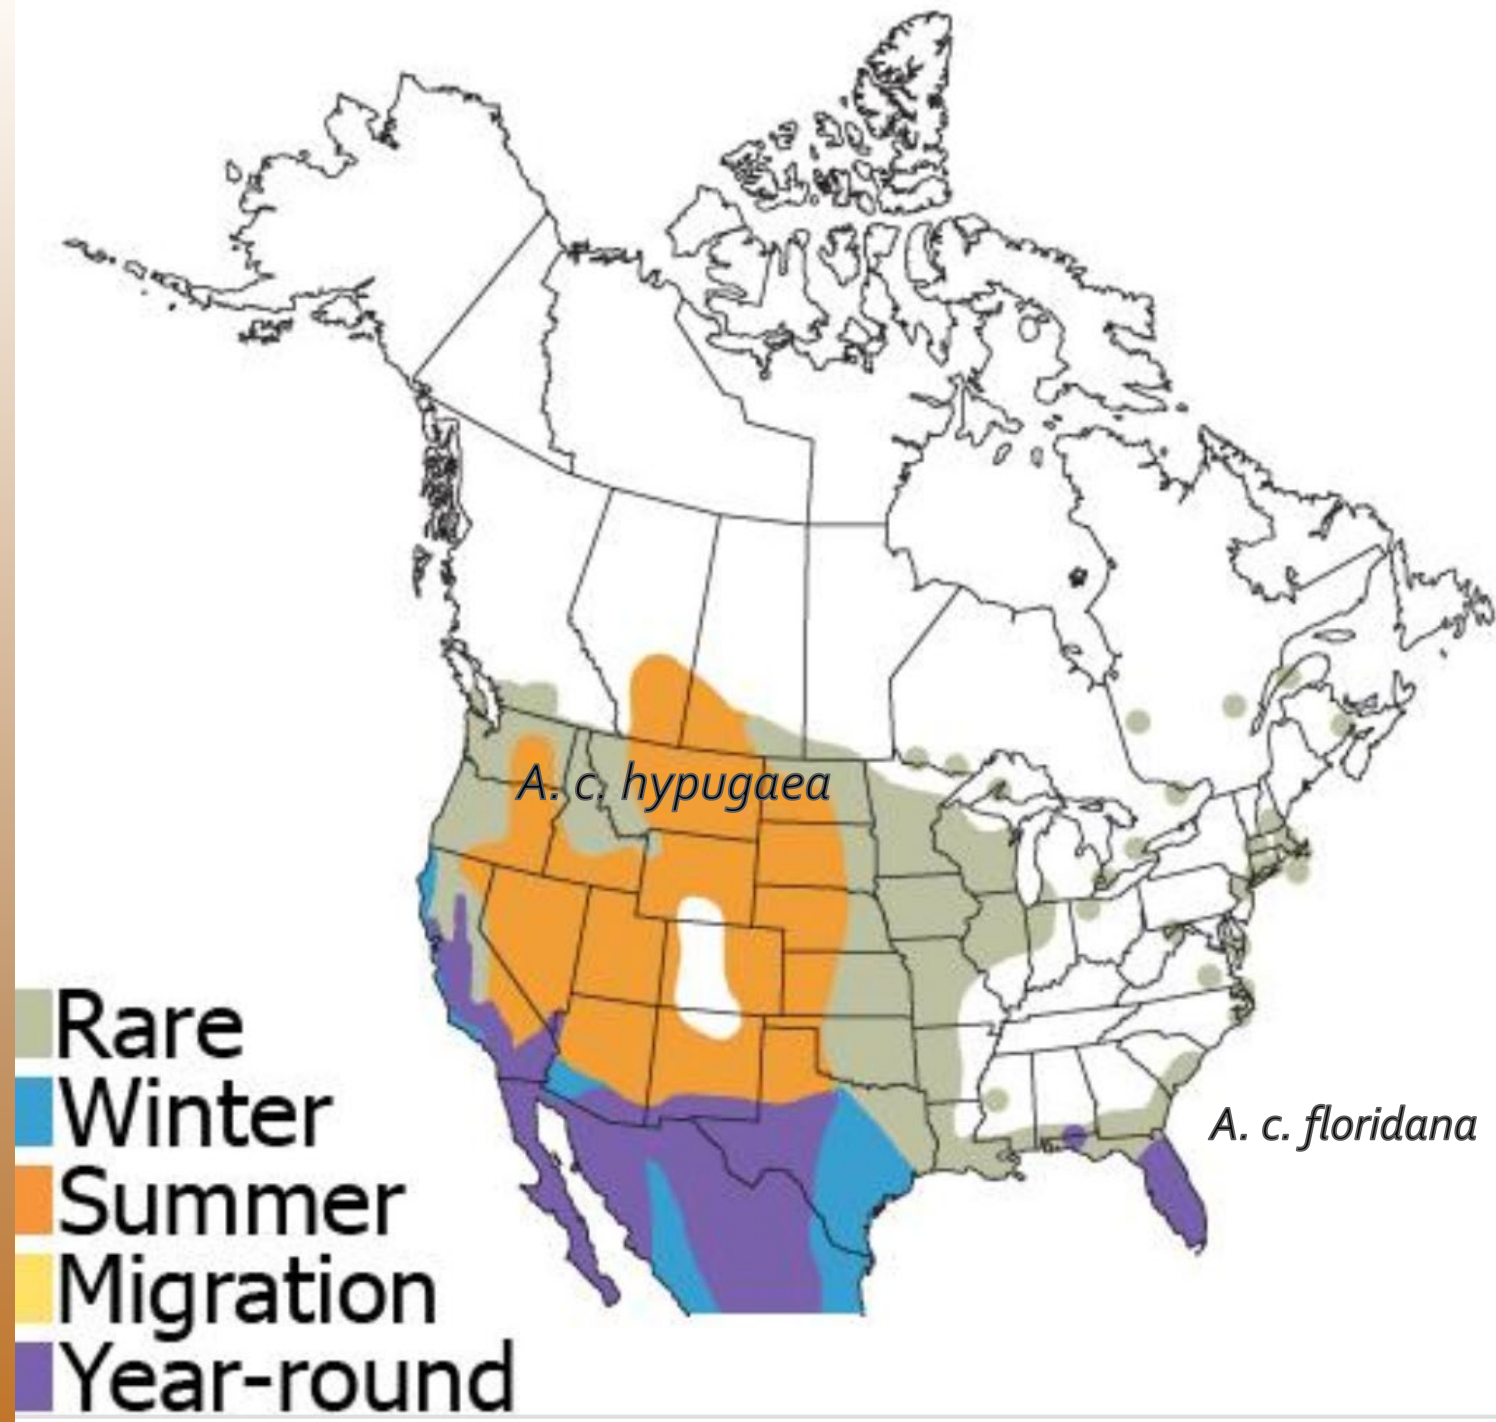 A. c. hypugaea
A. c. floridana
Rare
Winter
Summer
Migration
Year-round